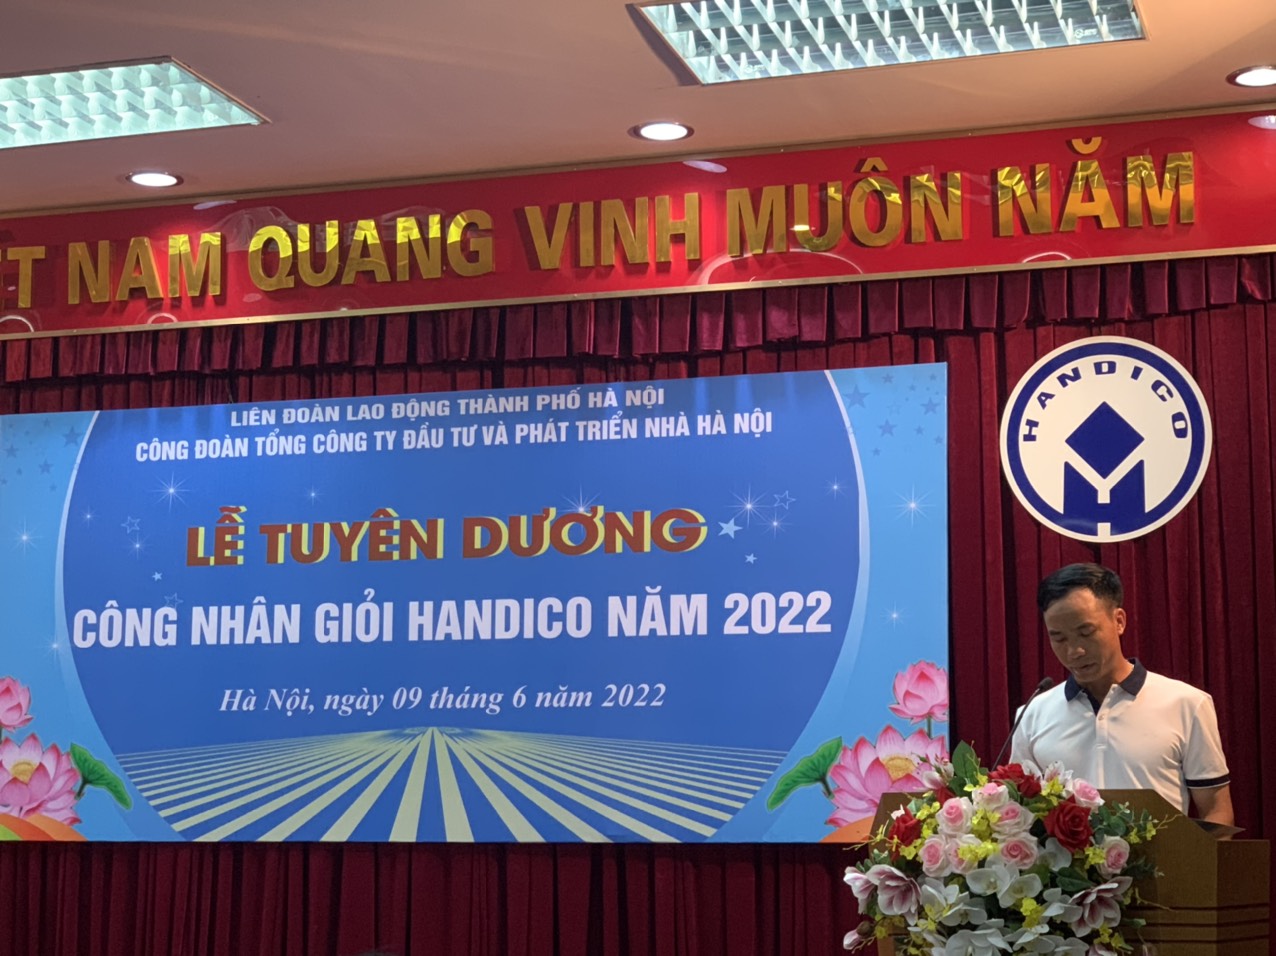 ỆT NAM QUANG VINH MUÔN NĂM
LIÊN ĐOÀN LAO ĐỘNG THÀNH PHỐ HÀ NỘI
CÔNG ĐOÀN TỔNG CÔNG TY ĐẦU TƯ VÀ PHÁT TRIỂN NHÀ HÀ NỘI
LỄ TUYÊN DƯƠNG
CÔNG NHÂN GIỎI HANDICO NĂM 2022
Hà Nội, ngày 09 tháng 6 năm 2022
HANDICO